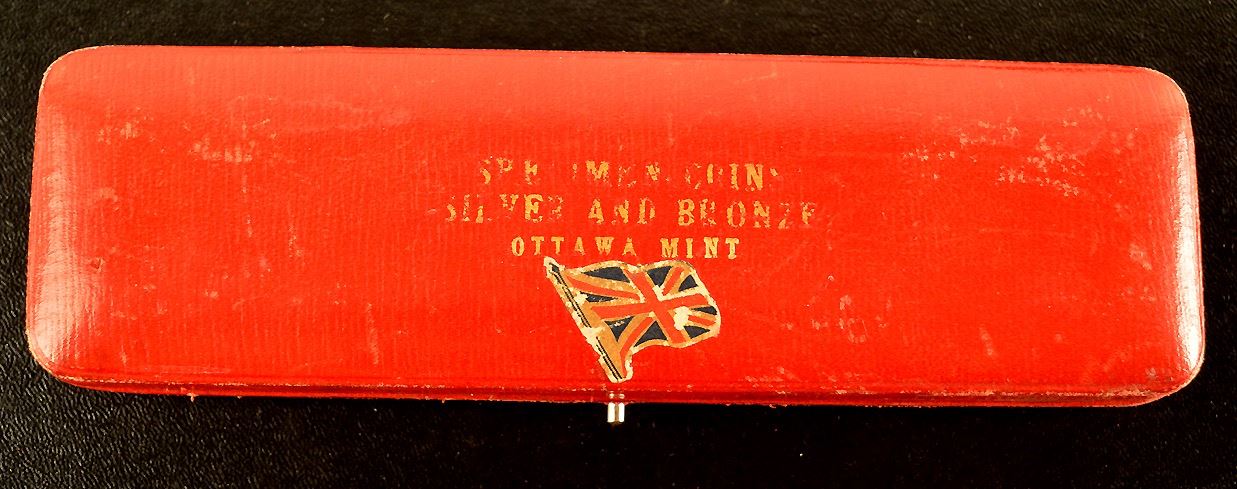 SPECIMEN COINS
SILVER AND BRONZE
OTTAWA MINT